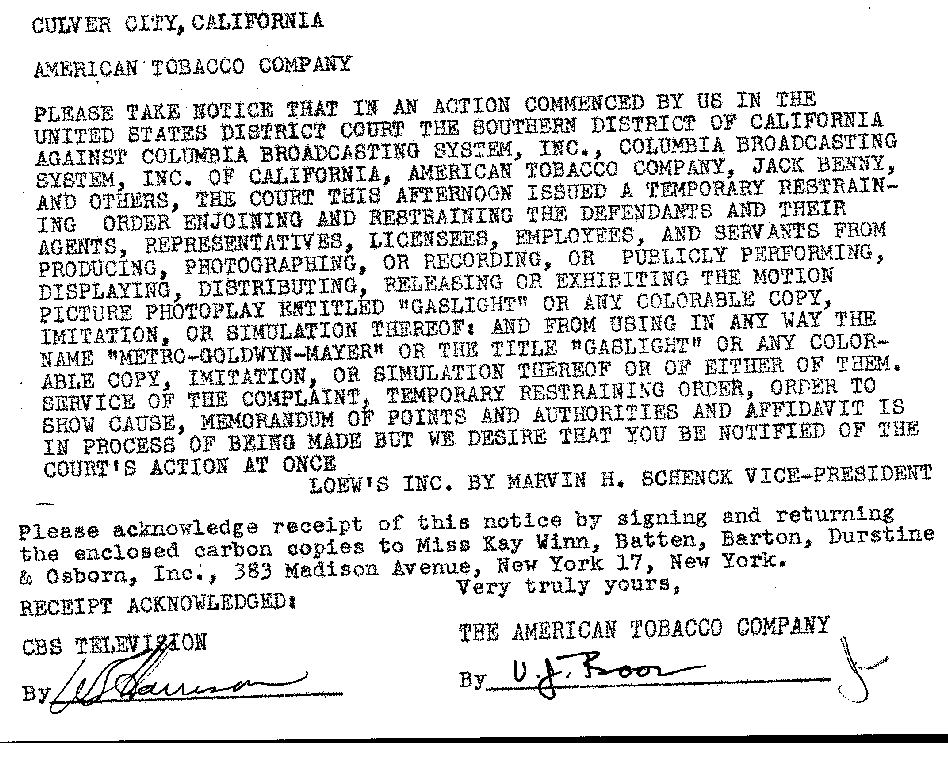 CULVER CITY, CALIFORNIA
AMERICAN TOBACCO COMPANY
PLEASE TAKE NOTICE THAT IN AN ACTION COMMENCED BY US IN THE
UNITED STATES DISTRICT COURT THE SOUTHERN DISTRICT OF CALIFORNIA
AGAINST COLUMBIA BROADCASTING SYSTEM, INC., COLUMBIA BROADCASTING
SYSTEM, INC. OF CALIFORNIA, AMERICAN TOBACCO COMPANY, JACK BENNY,
AND OTHERS, THE COURT THIS AFTERNOON ISSUED A TEMPORARY RESTRAIN-
ING ORDER ENJOINING AND RESTRAINING THE DEFENDANTS AND THEIR
AGENTS, REPRESENTATIVES, LICENSEES, EMPLOYEES, AND SERVANTS FROM
PRODUCING, PHOTOGRAPHING, OR RECORDING, OR PUBLICLY PERFORMING,
DISPLAYING, DISTRIBUTING, RELEASING OR EXHIBITING THE MOTION
PICTURE PHOTOPLAY ENTITLED "GASLIGHT" OR ANY COLORABLE COPY,
IMITATION, OR SIMULATION THEREOF: AND FROM USING IN ANY WAY THE
NAME "METRO-GOLDWYN-MAYER" OR THE TITLE "GASLIGHT" OR ANY COLOR-
ABLE COPY, IMITATION, OR SIMULATION THEREOF OR OF EITHER OF THEM.
SERVICE OF THE COMPLAINT, TEMPORARY RESTRAINING ORDER, ORDER TO
SHOW CAUSE, MEMORANDUM OF POINTS AND AUTHORITIES AND AFFIDAVIT IS
IN PROCESS OF BEING MADE BUT WE DESIRE THAT YOU BE NOTIFIED OF THE
COURT'S ACTION AT ONCE
LOEW'S INC. BY MARVIN H. SCHENCK VICE-PRESIDENT
Please acknowledge receipt of this notice by signing and returning
the enclosed carbon copies to Miss Kay Winn, Batten, Barton, Durstine
& Osborn, Inc., 383 Madison Avenue, New York 17, New York.
Very truly yours,
RECEIPT ACKNOWLEDGED:
CBS TELEVISION
THE AMERICAN TOBACCO COMPANY
By Harrison
By V. J. Boor